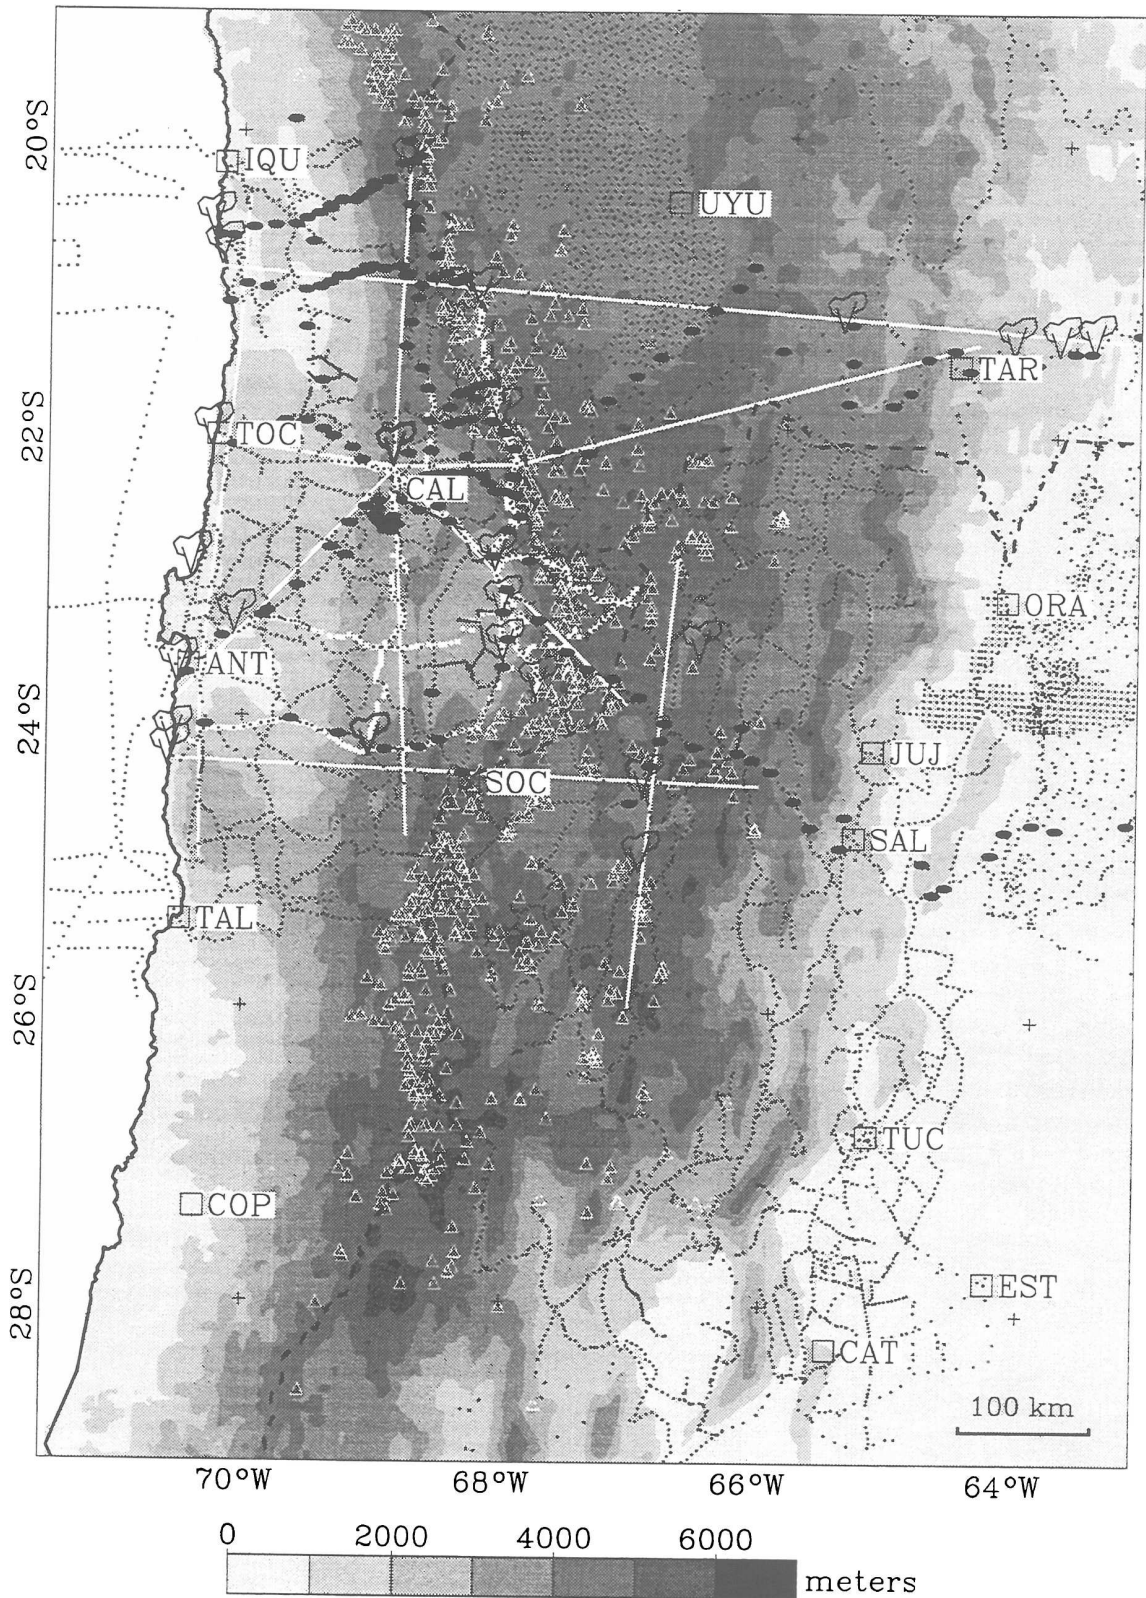 20°S
IQU
UYU
TAR
22°S
TOC
CAL
ORA
ANT
24°S
JUJ
SOC
SAL
TAL
26°S
TUC
COP
28°S
EST
CAT
100 km
70°W 68°W 66°W 64°W
0 2000 4000 6000
meters